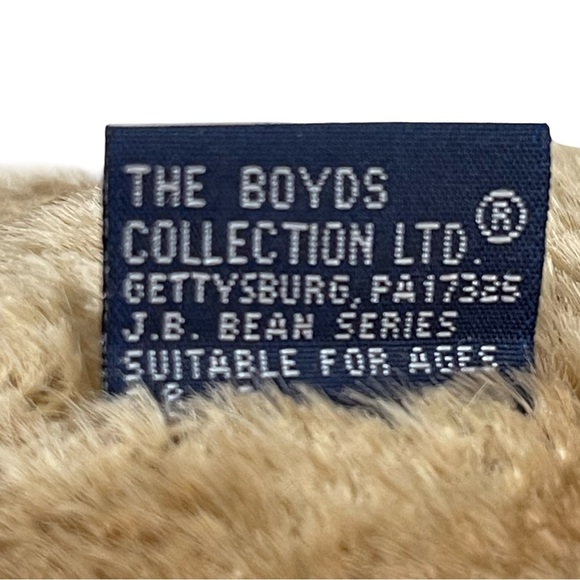 THE BOYDS
COLLECTION LTD.®
GETTYSBURG, PA 17325
J.B. BEAN SERIES
SUITABLE FOR AGES